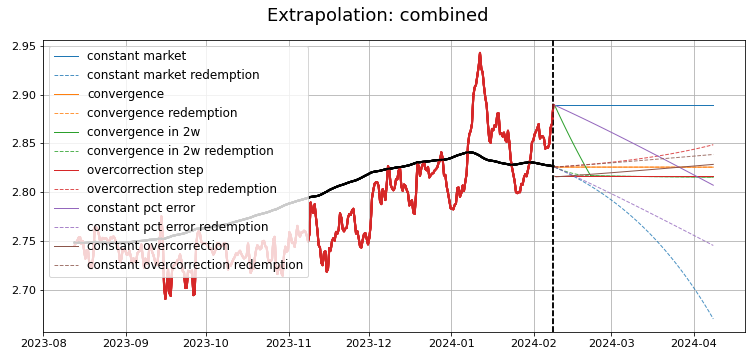 Extrapolation: combined
2.95
2.90
2.85
2.80
2.75
2.70
constant market
constant market redemption
convergence
convergence redemption
convergence in 2w
convergence in 2w redemption
overcorrection step
overcorrection step redemption
constant pct error
constant pct error redemption
constant overcorrection
constant overcorrection redemption
2023-08
2023-09
2023-10
2023-11
2023-12
2024-01
2024-02
2024-03
2024-04